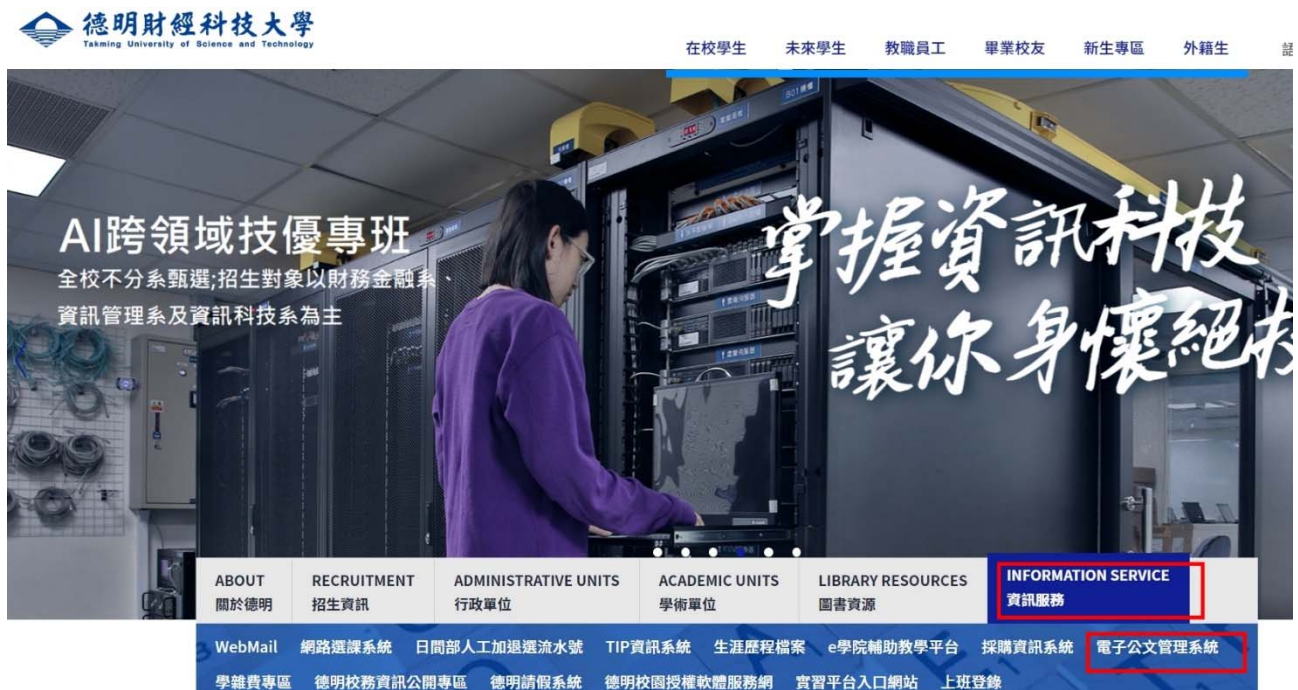 德明財經科技大學
Takming University of Science and Technology
在校學生 未來學生 教職員工 畢業校友 新生專區 外籍生
AI跨領域技優專班
全校不分系甄選;招生對象以財務金融系
資訊管理系及資訊科技系為主
掌握資訊科技
讓你身懷絕技
ABOUT RECRUITMENT ADMINISTRATIVE UNITS ACADEMIC UNITS LIBRARY RESOURCES INFORMATION SERVICE
關於德明 招生資訊 行政單位 學術單位 圖書資源 資訊服務
WebMail 網路選課系統 日間部人工加退選流水號 TIP資訊系統 生涯歷程檔案 e學院輔助教學平台 採購資訊系統 電子公文管理系統
學雜費專區 德明校務資訊公開專區 德明請假系統 德明校園授權軟體服務網 實習平台入口網站 上班登錄